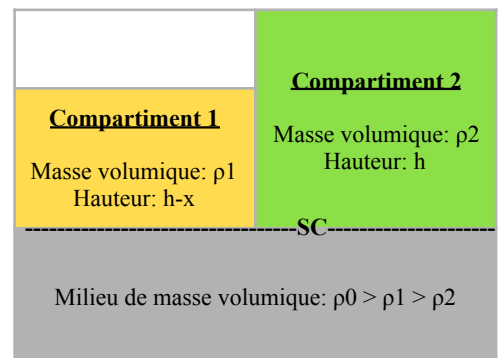 Compartiment 1
Masse volumique: ρ1
Hauteur: h-x
Compartiment 2
Masse volumique: ρ2
Hauteur: h
SC
Milieu de masse volumique: ρ0 > ρ1 > ρ2